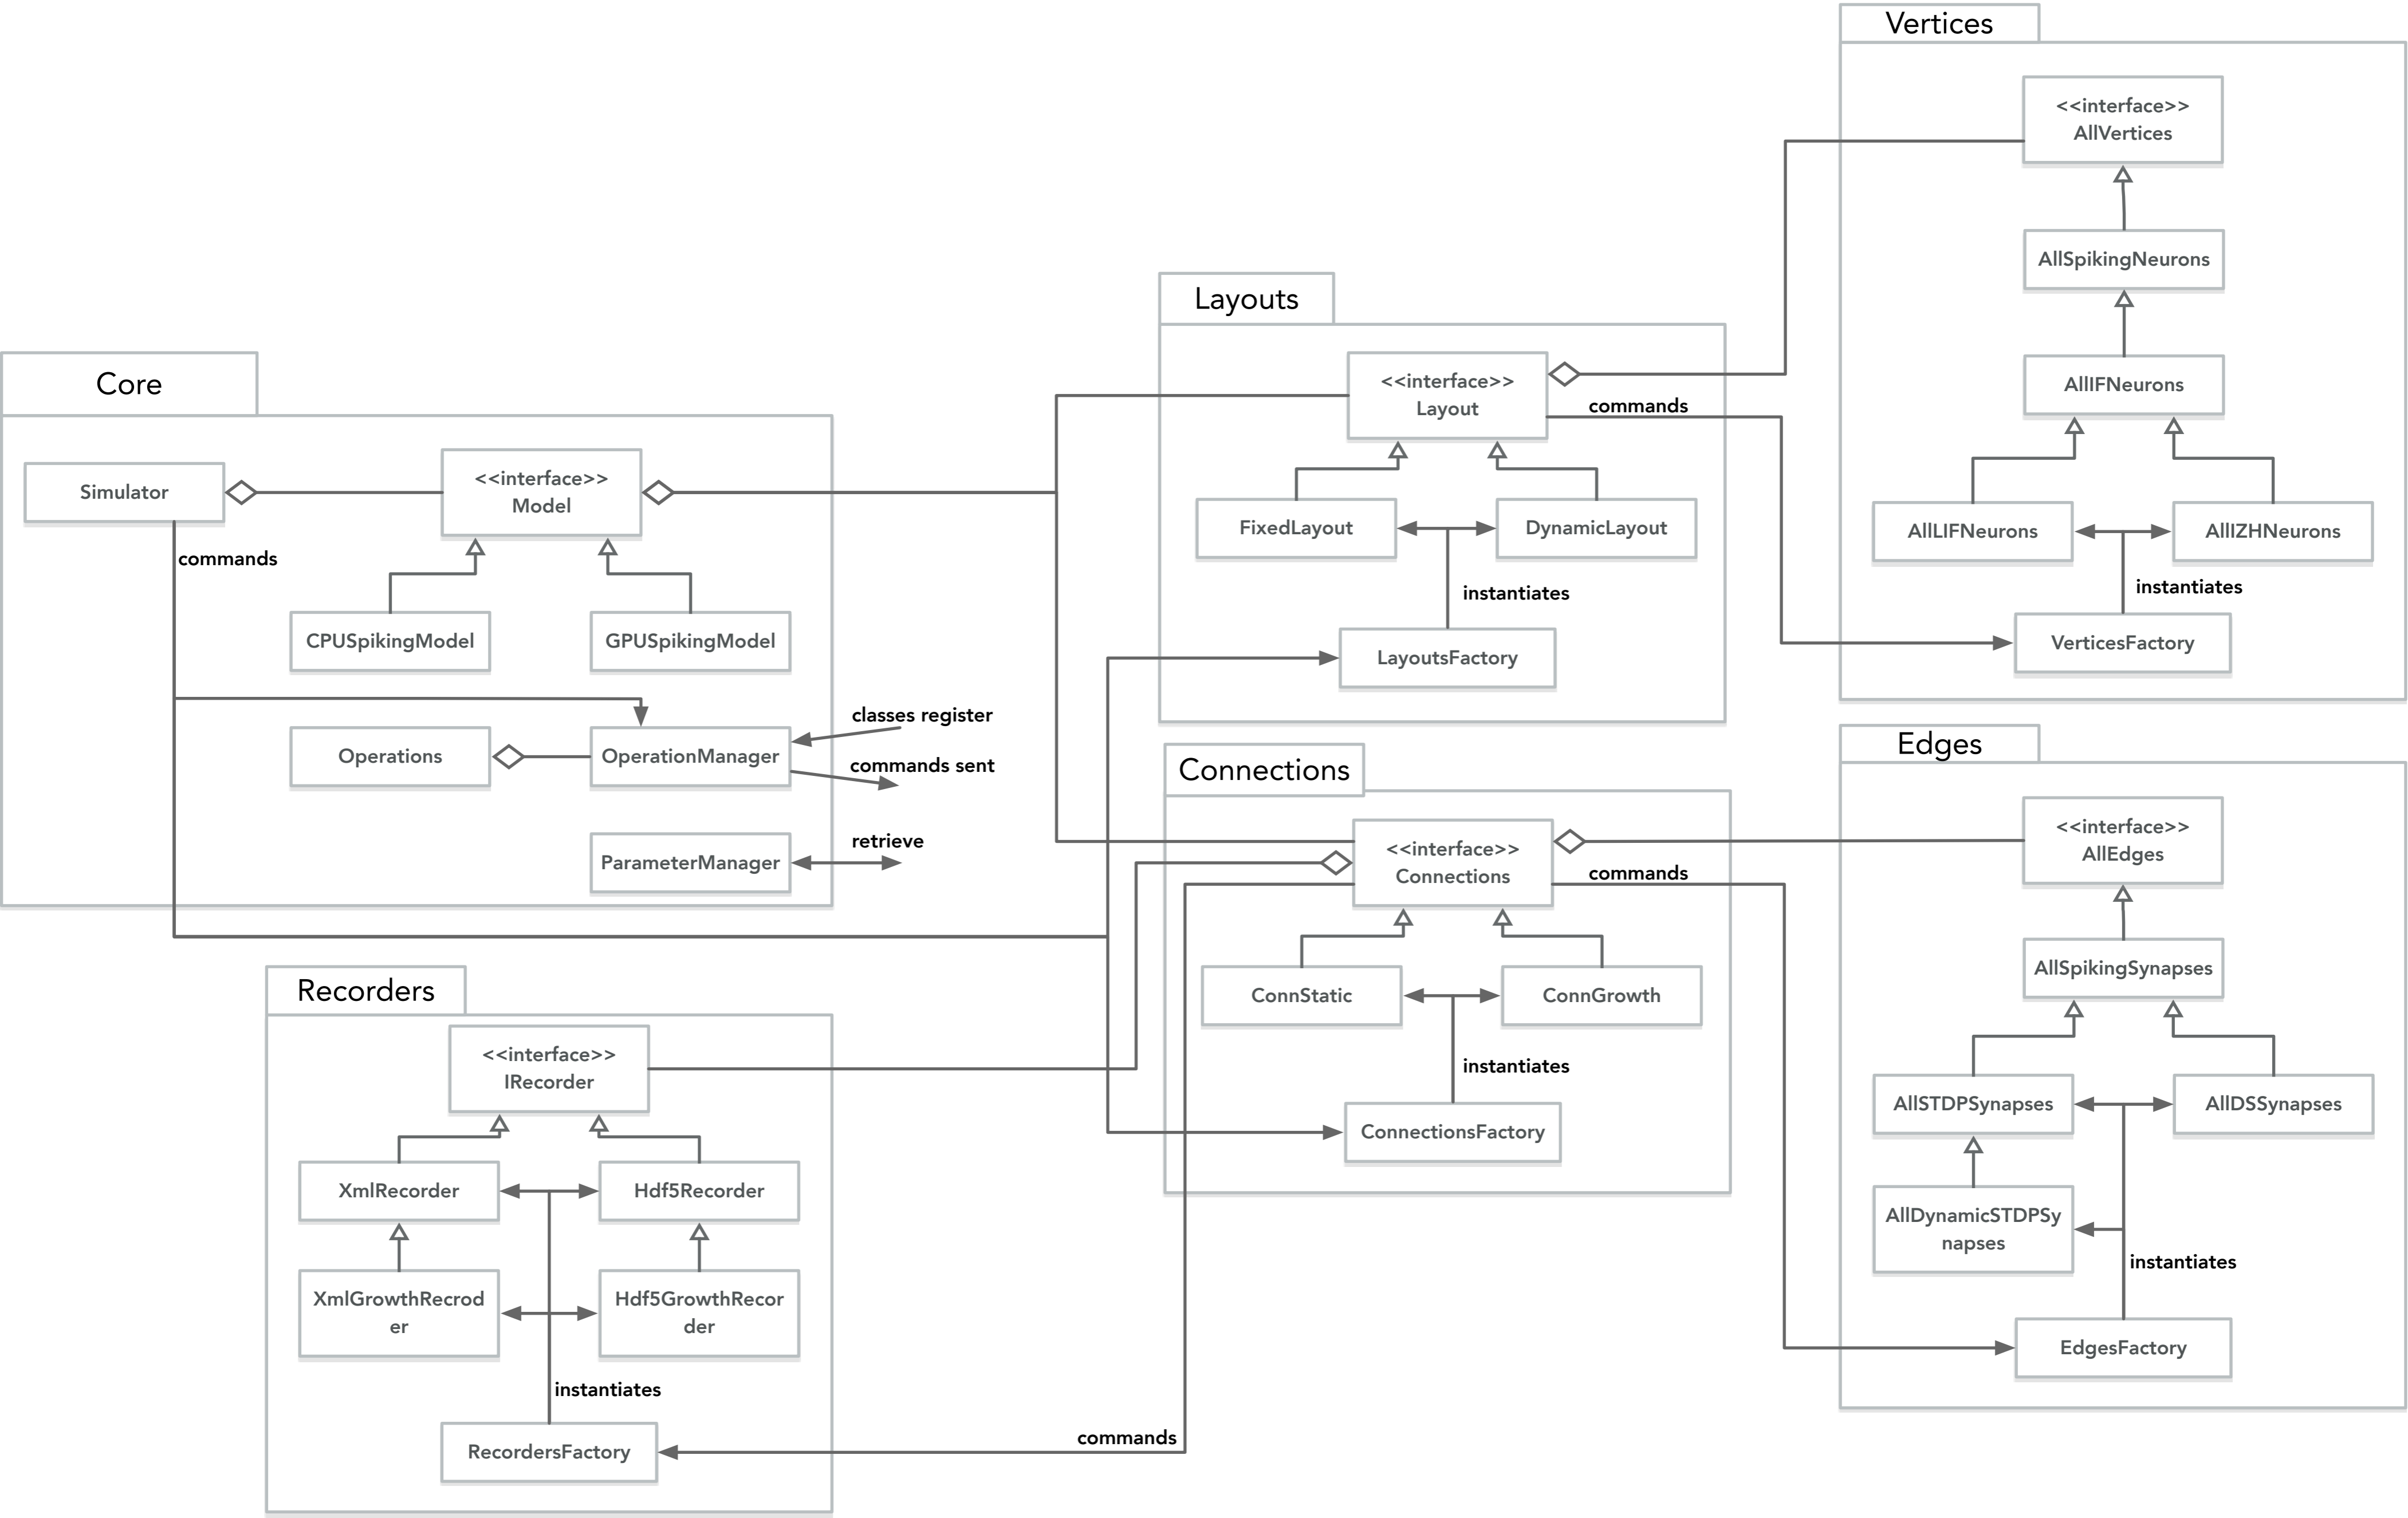 Vertices
<<interface>>
AllVertices
AllSpikingNeurons
AllIFNeurons
AllLIFNeurons
AllIZHNeurons
instantiates
VerticesFactory
Layouts
<<interface>>
Layout
commands
FixedLayout
DynamicLayout
instantiates
LayoutsFactory
Core
Simulator
<<interface>>
Model
commands
CPUSpikingModel
GPUSpikingModel
classes register
Operations
OperationManager
commands sent
ParameterManager
retrieve
Connections
<<interface>>
Connections
commands
ConnStatic
ConnGrowth
instantiates
ConnectionsFactory
Edges
<<interface>>
AllEdges
AllSpikingSynapses
AllSTDPSynapses
AllDSSynapses
AllDynamicSTDPSy
napses
instantiates
EdgesFactory
Recorders
<<interface>>
IRecorder
XmlRecorder
Hdf5Recorder
XmlGrowthRecrod
er
Hdf5GrowthRecor
der
instantiates
RecordersFactory
commands